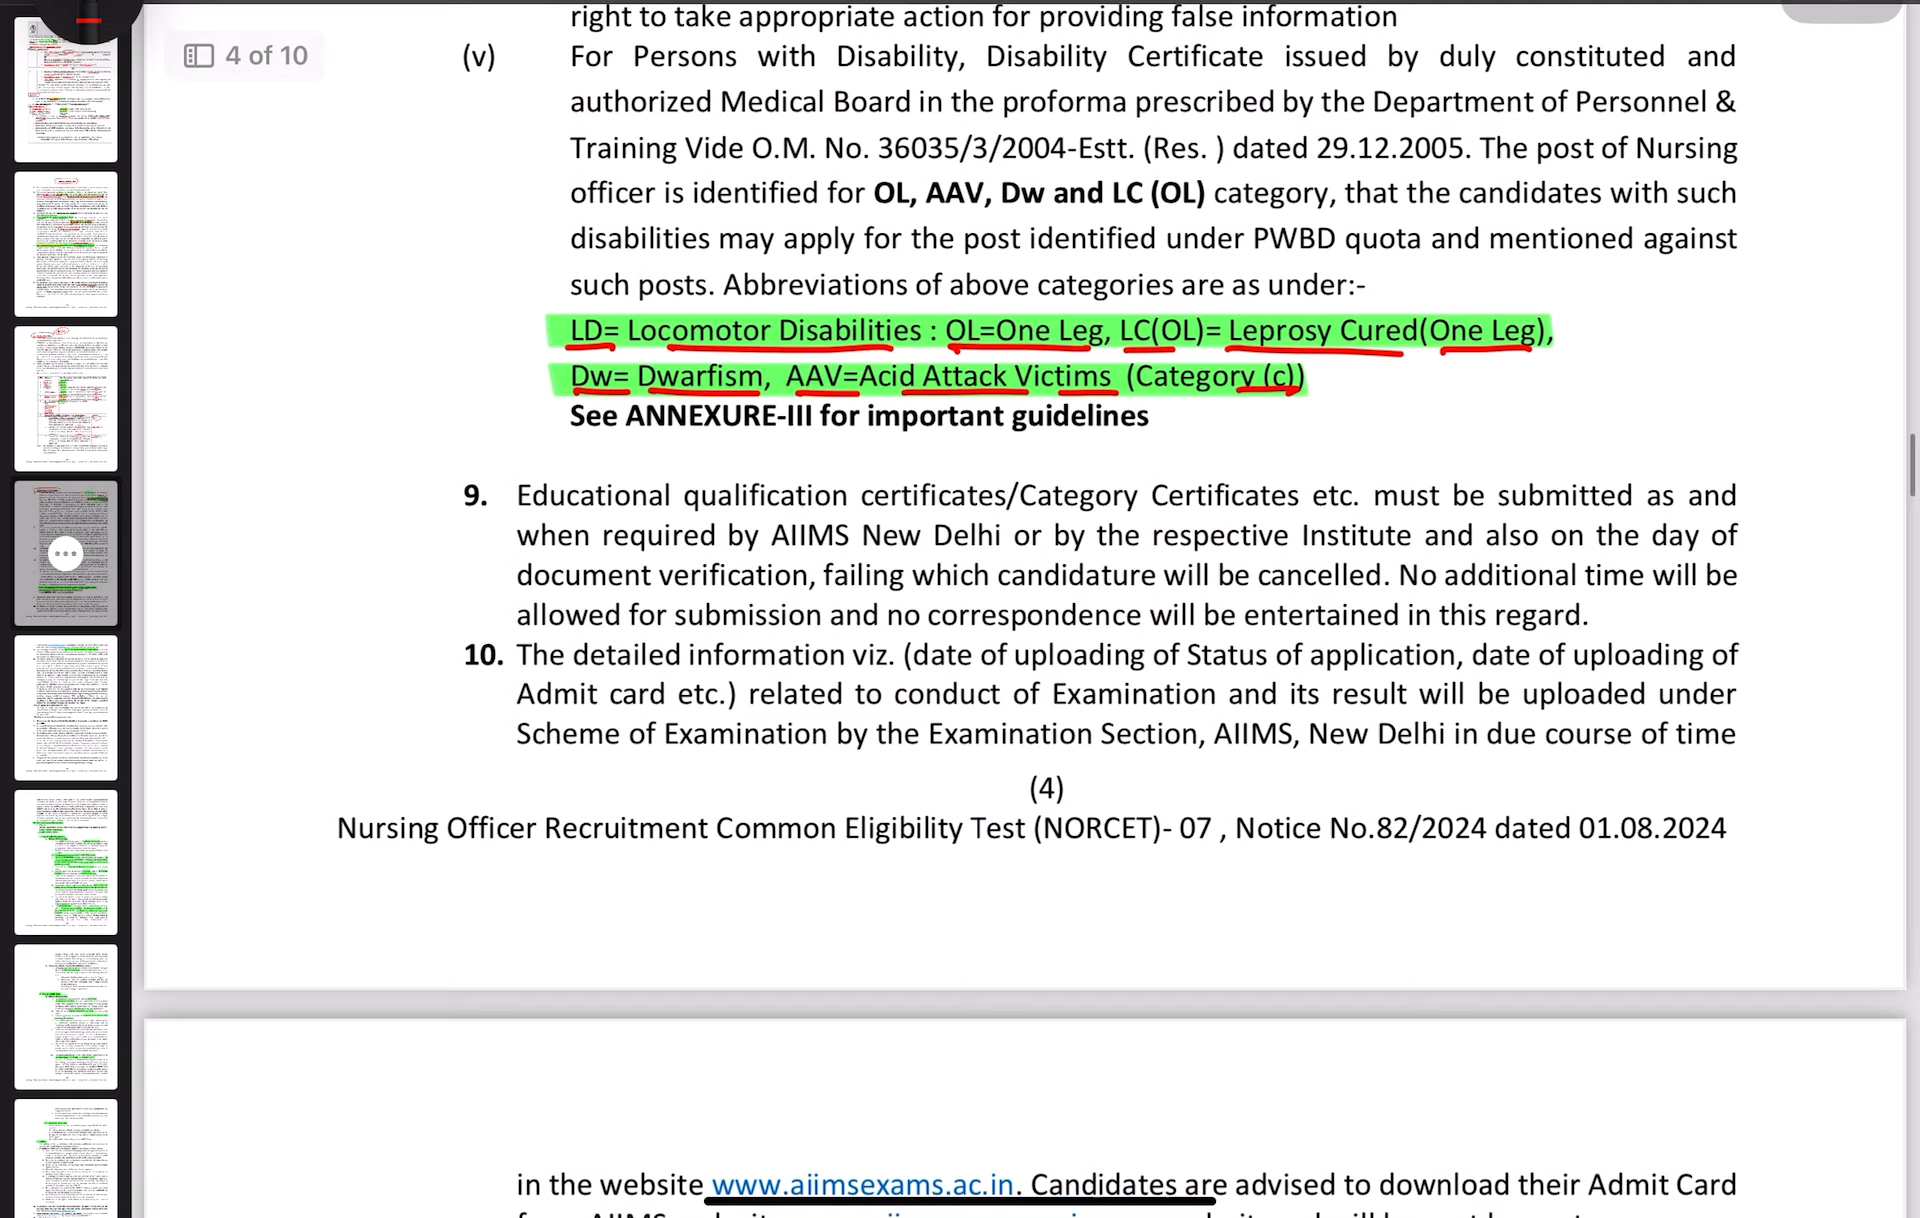 4 of 10
right to take appropriate action for providing false information
(v) For Persons with Disability, Disability Certificate issued by duly constituted and
authorized Medical Board in the proforma prescribed by the Department of Personnel &
Training Vide O.M. No. 36035/3/2004-Estt. (Res. ) dated 29.12.2005. The post of Nursing
officer is identified for OL, AAV, Dw and LC (OL) category, that the candidates with such
disabilities may apply for the post identified under PWBD quota and mentioned against
such posts. Abbreviations of above categories are as under:-
LD= Locomotor Disabilities : OL=One Leg, LC(OL)= Leprosy Cured(One Leg),
Dw= Dwarfism, AAV=Acid Attack Victims (Category (c))
See ANNEXURE-III for important guidelines
9. Educational qualification certificates/Category Certificates etc. must be submitted as and
when required by AIIMS New Delhi or by the respective Institute and also on the day of
document verification, failing which candidature will be cancelled. No additional time will be
allowed for submission and no correspondence will be entertained in this regard.
10. The detailed information viz. (date of uploading of Status of application, date of uploading of
Admit card etc.) related to conduct of Examination and its result will be uploaded under
Scheme of Examination by the Examination Section, AIIMS, New Delhi in due course of time
(4)
Nursing Officer Recruitment Common Eligibility Test (NORCET)- 07 , Notice No.82/2024 dated 01.08.2024
in the website www.aiimsexams.ac.in. Candidates are advised to download their Admit Card